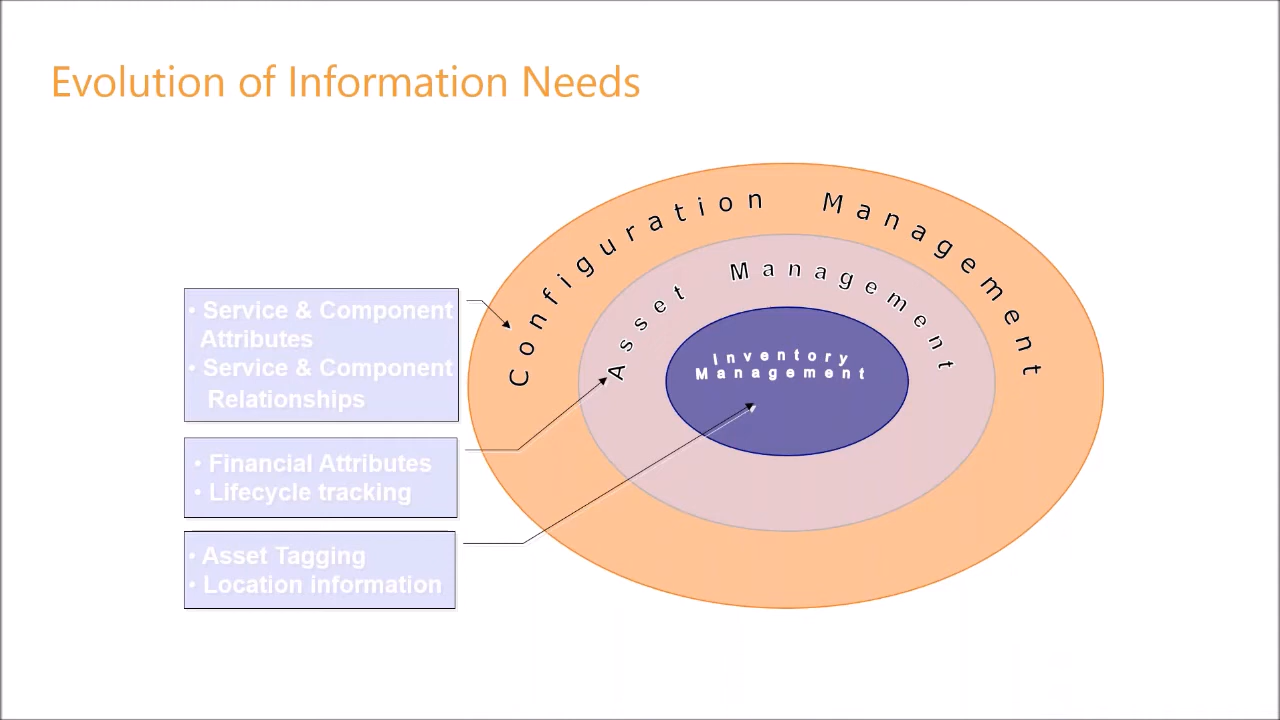 Evolution of Information Needs
Configuration Management
Asset Management
Inventory
Management
• Service & Component
Attributes
• Service & Component
Relationships
• Financial Attributes
• Lifecycle tracking
• Asset Tagging
• Location information